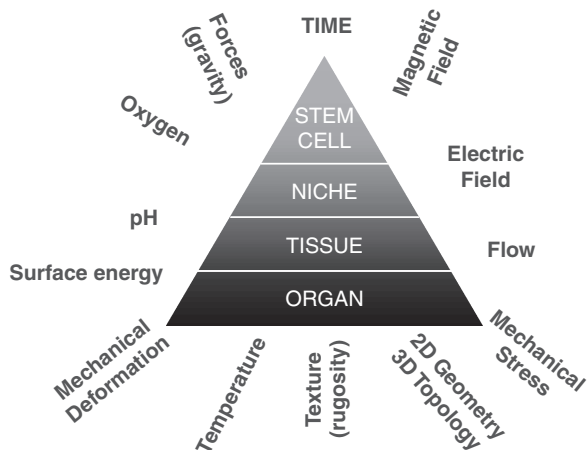 TIME
Forces
(gravity)
Magnetic
Field
Oxygen
STEM
CELL
Electric
Field
NICHE
pH
TISSUE
Flow
Surface energy
ORGAN
Mechanical
Deformation
Temperature
Texture
(rugosity)
2D Geometry
3D Topology
Mechanical
Stress